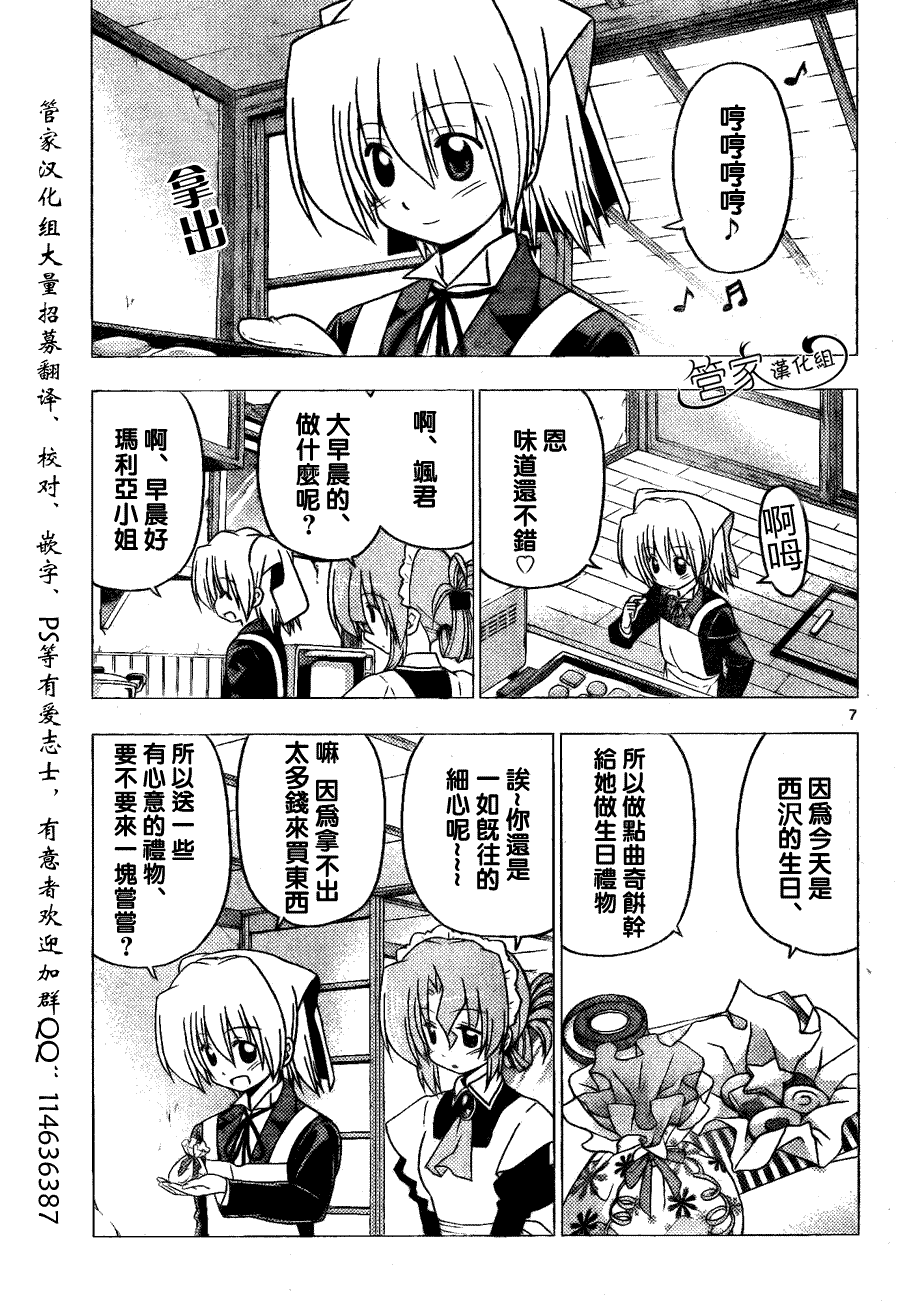 哼哼哼哼♪
拿出
管家
漢化組
恩
味道還不錯♡
啊呣
啊、颯君
大早晨的、
做什麼呢?
啊、早晨好
瑪利亞小姐
7
因爲今天是
西沢的生日、
所以做點曲奇餅幹
給她做生日禮物
誒~你還是
一如既往的
細心呢~~
嘛 因爲拿不出
太多錢來買東西
所以送一些
有心意的禮物、
要不要來一塊嘗嘗?
管家汉化组大量招募翻译、校对、嵌字、PS等有爱志士,有意者欢迎加群QQ:114636387